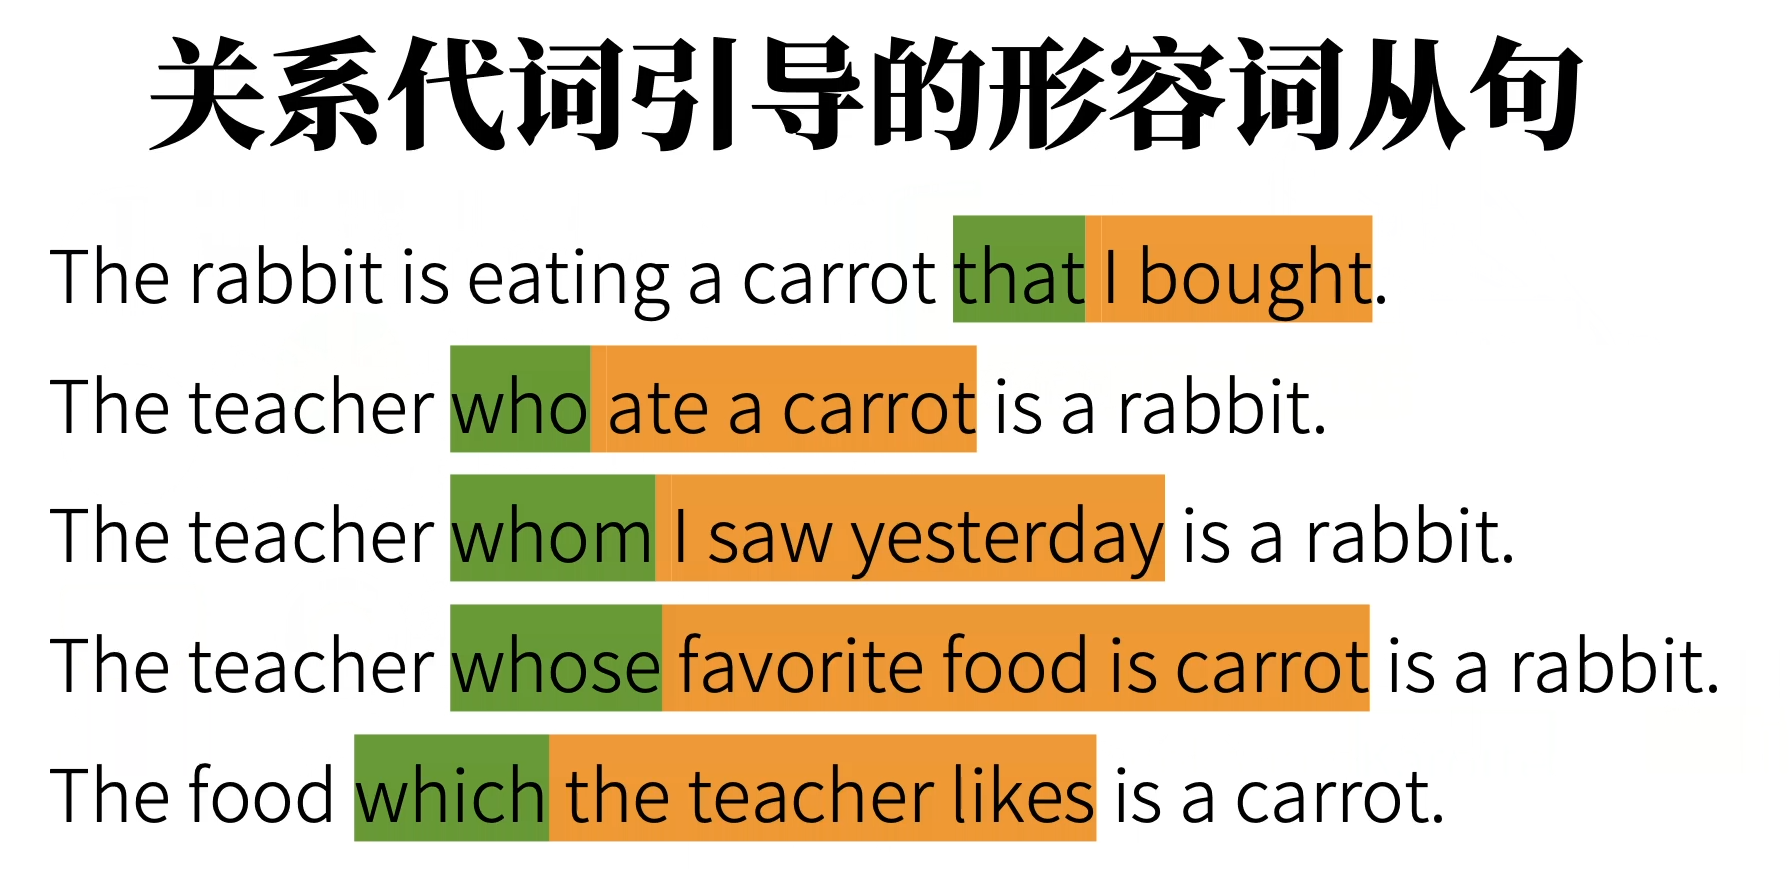 关系代词引导的形容词从句
The rabbit is eating a carrot that I bought.
The teacher who ate a carrot is a rabbit.
The teacher whom I saw yesterday is a rabbit.
The teacher whose favorite food is carrot is a rabbit.
The food which the teacher likes is a carrot.